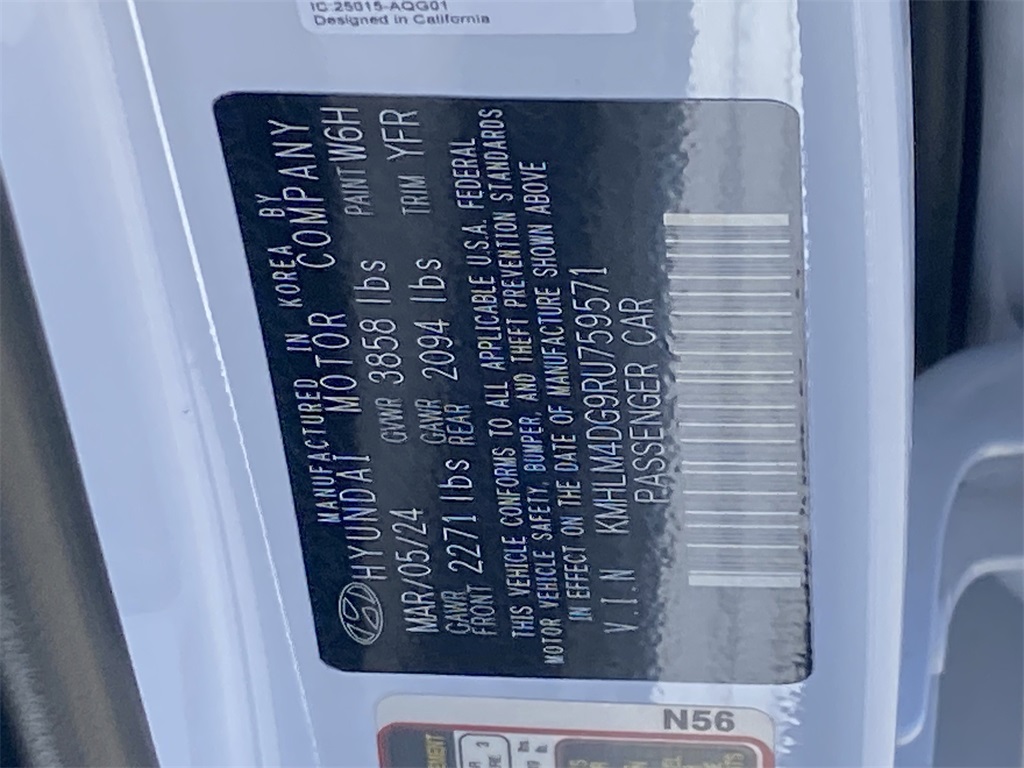 IC:25015-AQG01
Designed in California
MANUFACTURED IN KOREA BY
HYUNDAI MOTOR COMPANY
MAR/05/24 GVWR 3858 lbs PAINT W6H
GAWR FRONT 2271 lbs GAWR REAR 2094 lbs TRIM YFR
THIS VEHICLE CONFORMS TO ALL APPLICABLE U.S.A. FEDERAL
MOTOR VEHICLE SAFETY, BUMPER, AND THEFT PREVENTION STANDARDS
IN EFFECT ON THE DATE OF MANUFACTURE SHOWN ABOVE
V.I.N KMHLM4DG9RU759571
PASSENGER CAR
N56